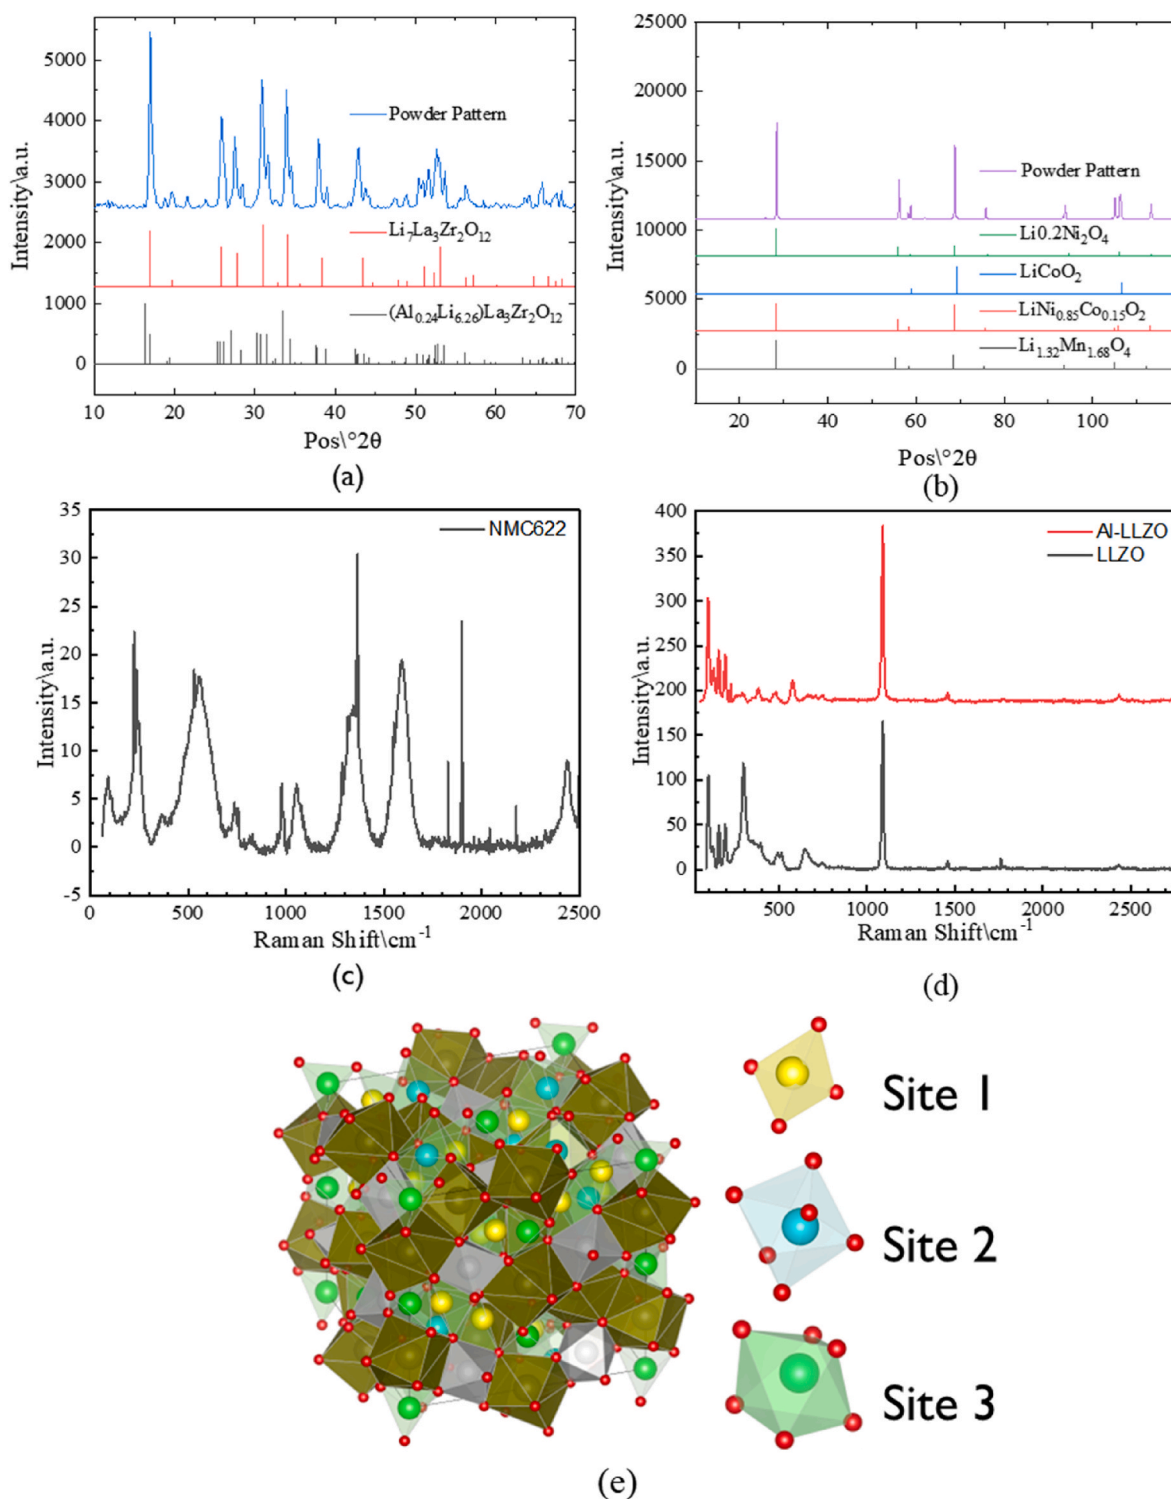 5000
4000
3000
2000
1000
0
Intensity\a.u.
Powder Pattern
Li₇La₃Zr₂O₁₂
(Al₀.₂₄Li₆.₂₆)La₃Zr₂O₁₂
10 20 30 40 50 60 70
Pos\°2θ
(a)
25000
20000
15000
10000
5000
0
Intensity\a.u.
Powder Pattern
Li0.2Ni₂O₄
LiCoO₂
LiNi₀.₈₅Co₀.₁₅O₂
Li₁.₃₂Mn₁.₆₈O₄
20 40 60 80 100
Pos\°2θ
(b)
35
30
25
20
15
10
5
0
-5
Intensity\a.u.
NMC622
0 500 1000 1500 2000 2500
Raman Shift\cm⁻¹
(c)
400
350
300
250
200
150
100
50
0
Intensity\a.u.
Al-LLZO
LLZO
500 1000 1500 2000 2500
Raman Shift\cm⁻¹
(d)
Site 1
Site 2
Site 3
(e)